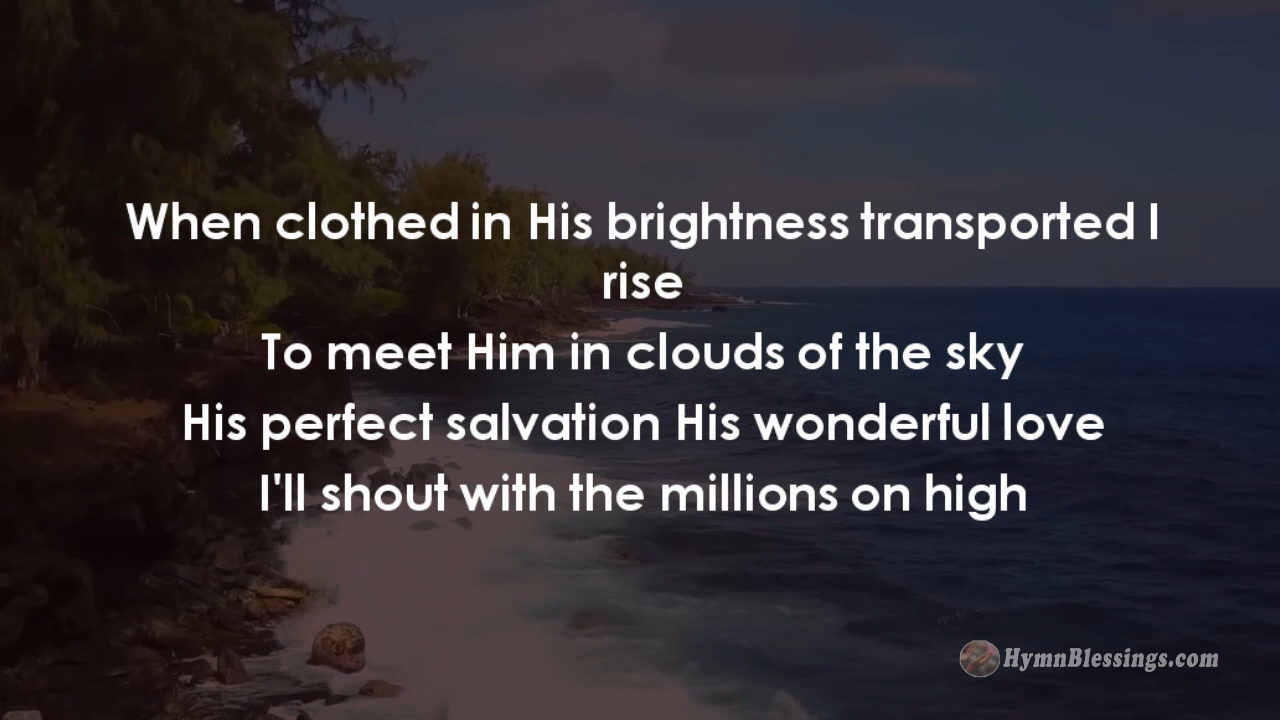 When clothed in His brightness transported I
rise
To meet Him in clouds of the sky
His perfect salvation His wonderful love
I'll shout with the millions on high
HymnBlessings.com